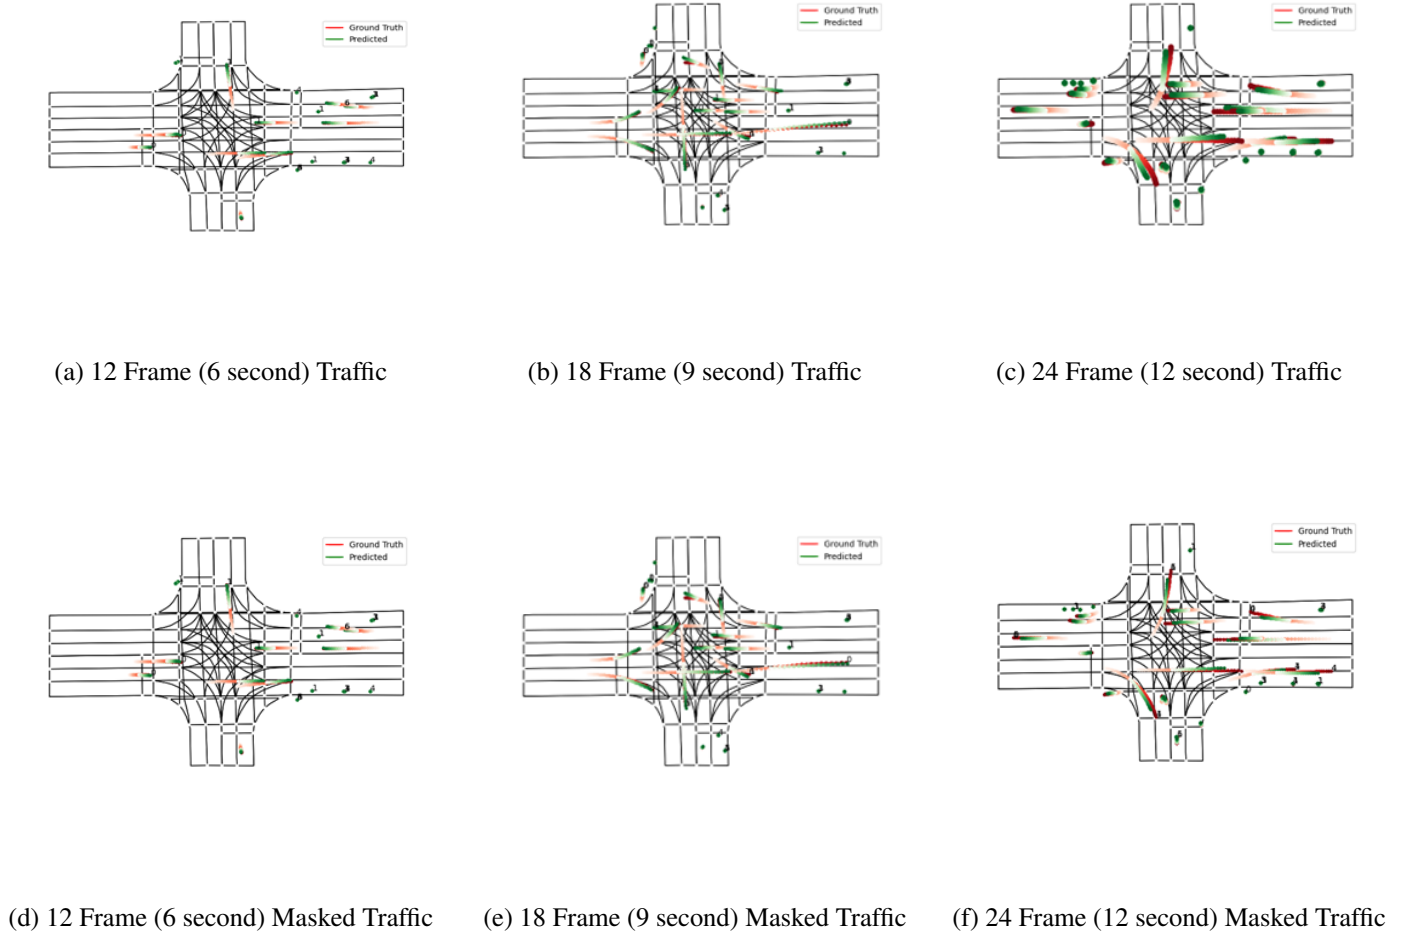 Ground Truth
Predicted
Ground Truth
Predicted
Ground Truth
Predicted
(a) 12 Frame (6 second) Traffic
(b) 18 Frame (9 second) Traffic
(c) 24 Frame (12 second) Traffic
Ground Truth
Predicted
Ground Truth
Predicted
Ground Truth
Predicted
(d) 12 Frame (6 second) Masked Traffic
(e) 18 Frame (9 second) Masked Traffic
(f) 24 Frame (12 second) Masked Traffic